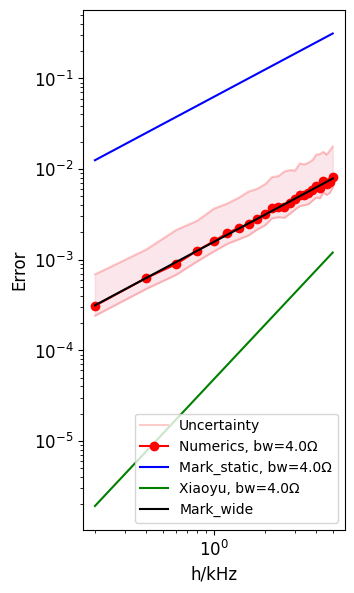 10⁻¹
10⁻²
10⁻³
10⁻⁴
10⁻⁵
Error
Uncertainty
Numerics, bw=4.0Ω
Mark_static, bw=4.0Ω
Xiaoyu, bw=4.0Ω
Mark_wide
10⁰
h/kHz